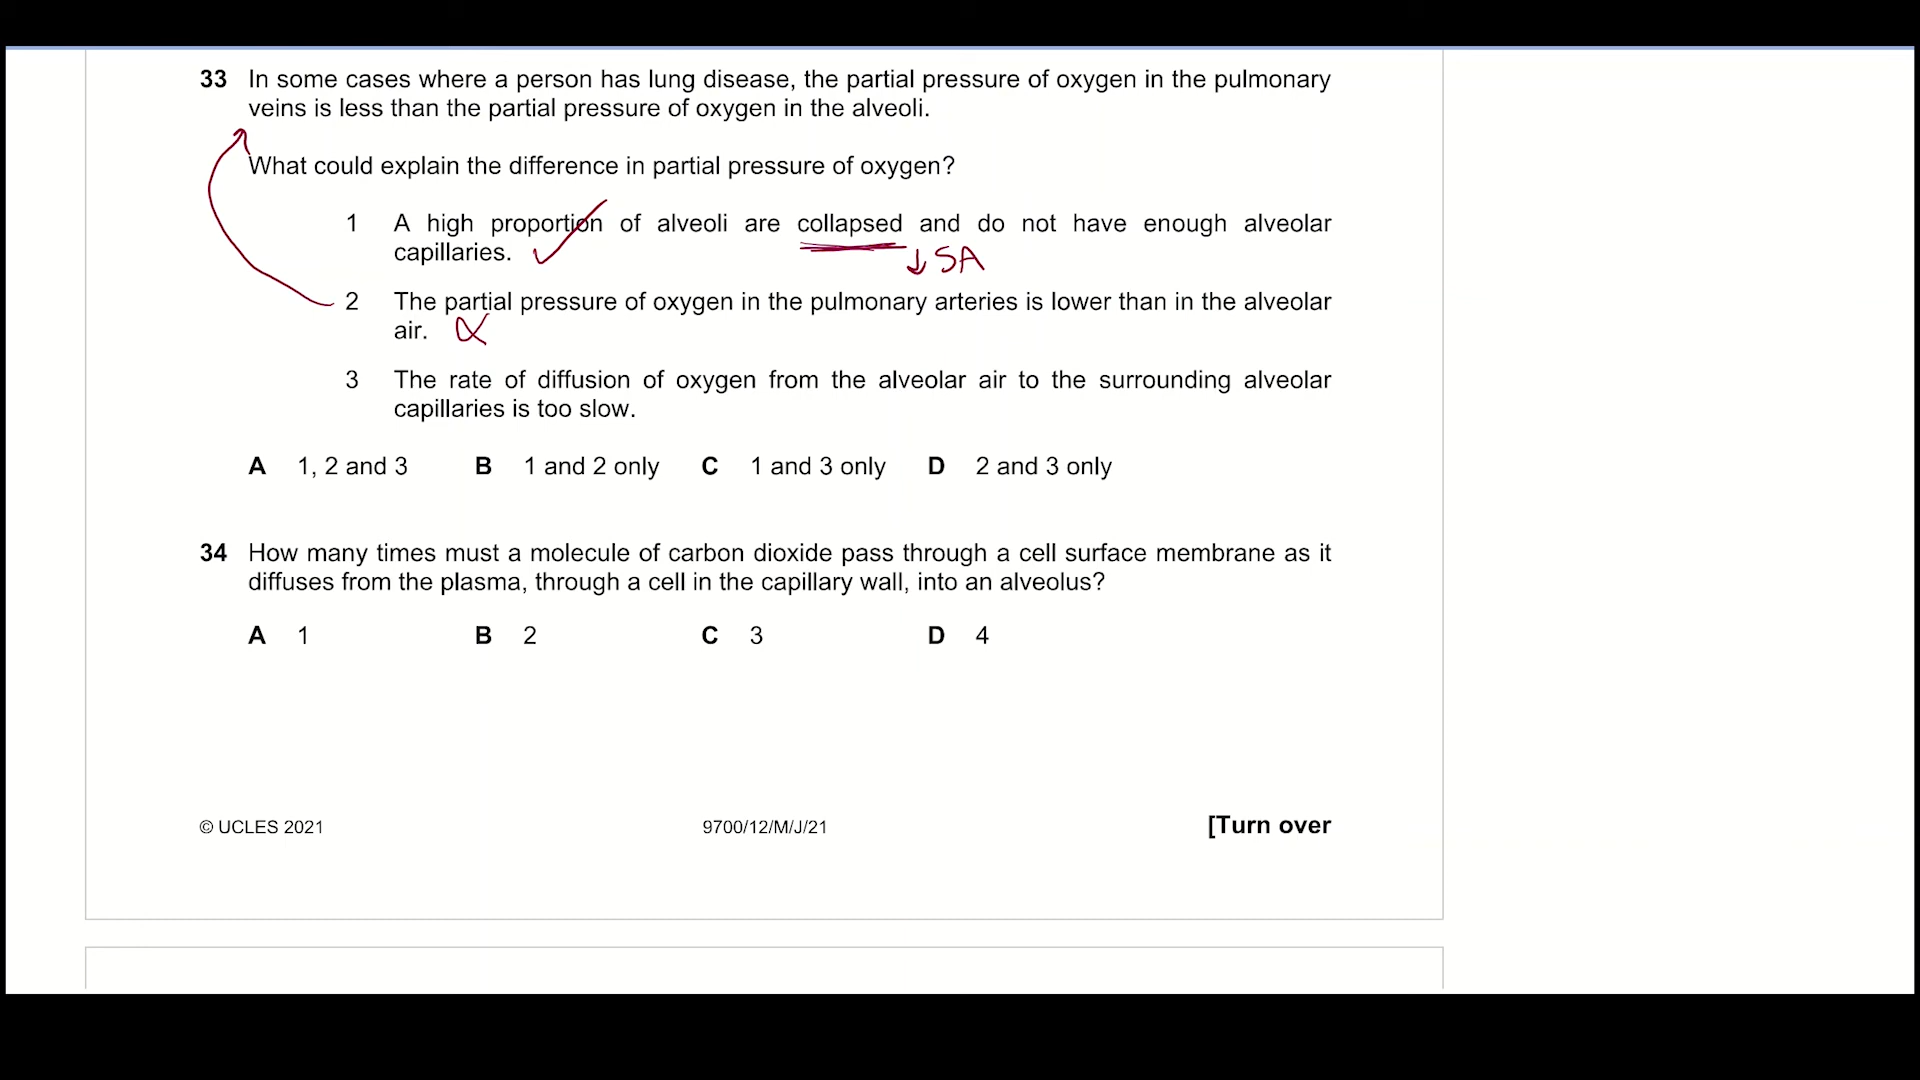 33 In some cases where a person has lung disease, the partial pressure of oxygen in the pulmonary
veins is less than the partial pressure of oxygen in the alveoli.
What could explain the difference in partial pressure of oxygen?
1 A high proportion of alveoli are collapsed and do not have enough alveolar
capillaries.
↓ SA
2 The partial pressure of oxygen in the pulmonary arteries is lower than in the alveolar
air.
3 The rate of diffusion of oxygen from the alveolar air to the surrounding alveolar
capillaries is too slow.
A 1, 2 and 3 B 1 and 2 only C 1 and 3 only D 2 and 3 only
34 How many times must a molecule of carbon dioxide pass through a cell surface membrane as it
diffuses from the plasma, through a cell in the capillary wall, into an alveolus?
A 1 B 2 C 3 D 4
© UCLES 2021 9700/12/M/J/21 [Turn over